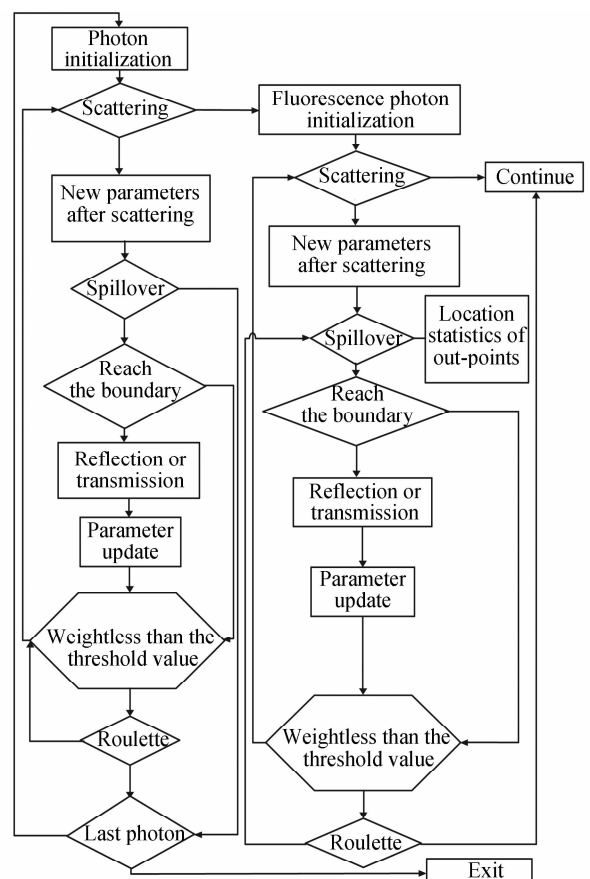 Photon
initialization
Scattering
New parameters
after scattering
Spillover
Reach
the boundary
Reflection or
transmission
Parameter
update
Weightless than the
threshold value
Roulette
Last photon
Fluorescence photon
initialization
Scattering
Continue
New parameters
after scattering
Spillover
Location
statistics of
out-points
Reach
the boundary
Reflection or
transmission
Parameter
update
Weightless than the
threshold value
Roulette
Exit